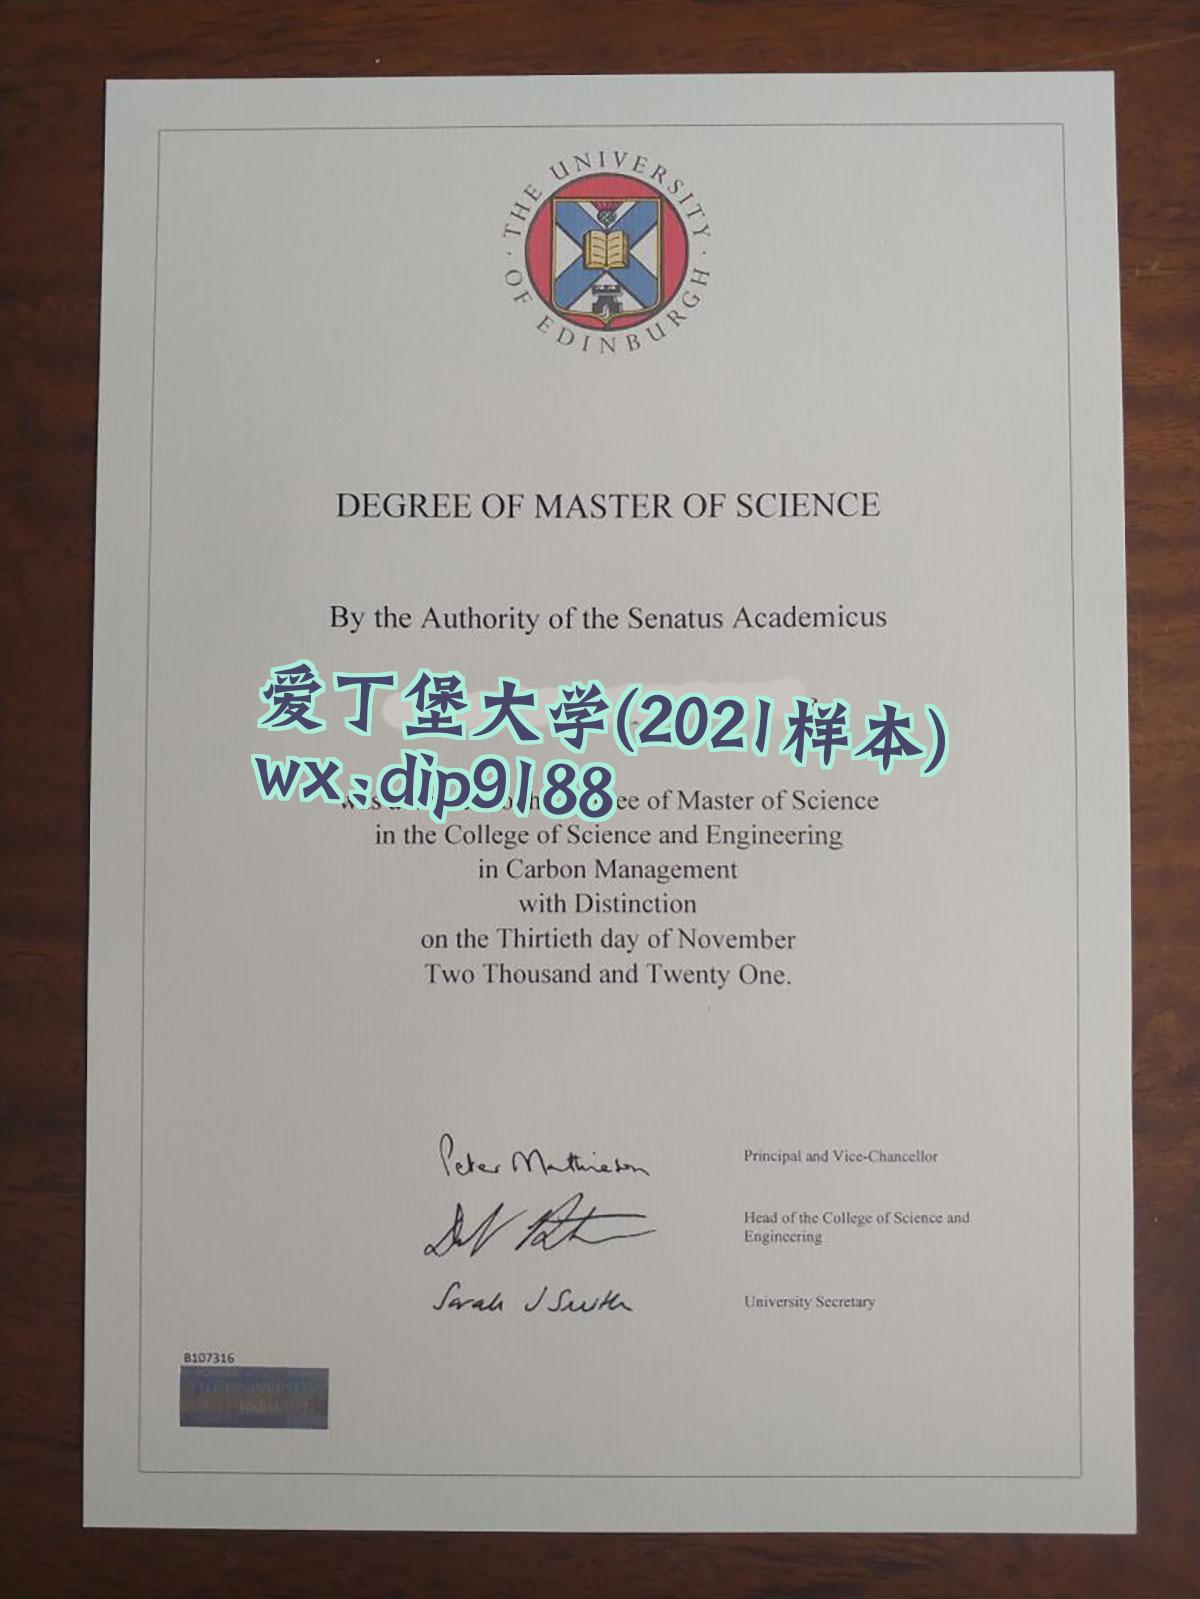 THE UNIVERSITY
OF EDINBURGH
DEGREE OF MASTER OF SCIENCE
By the Authority of the Senatus Academicus
爱丁堡大学(2021样本)
wx:dip9188
of Master of Science
in the College of Science and Engineering
in Carbon Management
with Distinction
on the Thirtieth day of November
Two Thousand and Twenty One.
Peter Mathieson
Principal and Vice-Chancellor
Head of the College of Science and
Engineering
Sarah J Smith
University Secretary
B107316